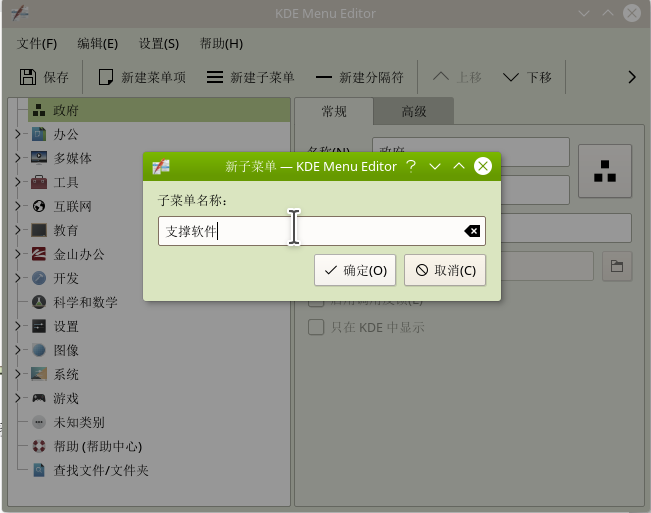 KDE Menu Editor
文件(F) 编辑(E) 设置(S) 帮助(H)
保存 新建菜单项 新建子菜单 新建分隔符 上移 下移
政府
办公
多媒体
工具
互联网
教育
金山办公
开发
科学和数学
设置
图像
系统
游戏
未知类别
帮助 (帮助中心)
查找文件/文件夹
常规 高级
新子菜单 — KDE Menu Editor
子菜单名称:
支撑软件
确定(O) 取消(C)
只在 KDE 中显示